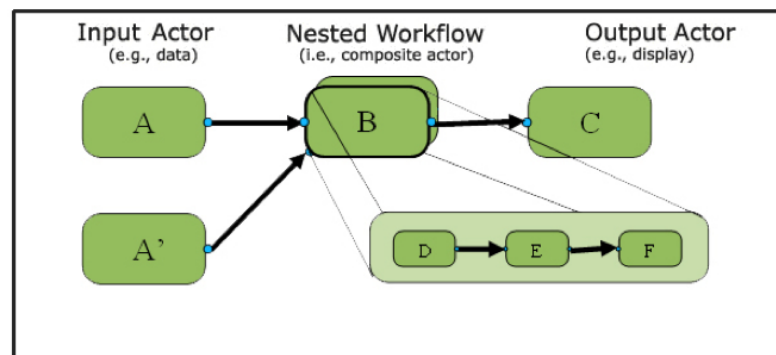 Input Actor
(e.g., data)
Nested Workflow
(i.e., composite actor)
Output Actor
(e.g., display)
A
B
C
A’
D
E
F